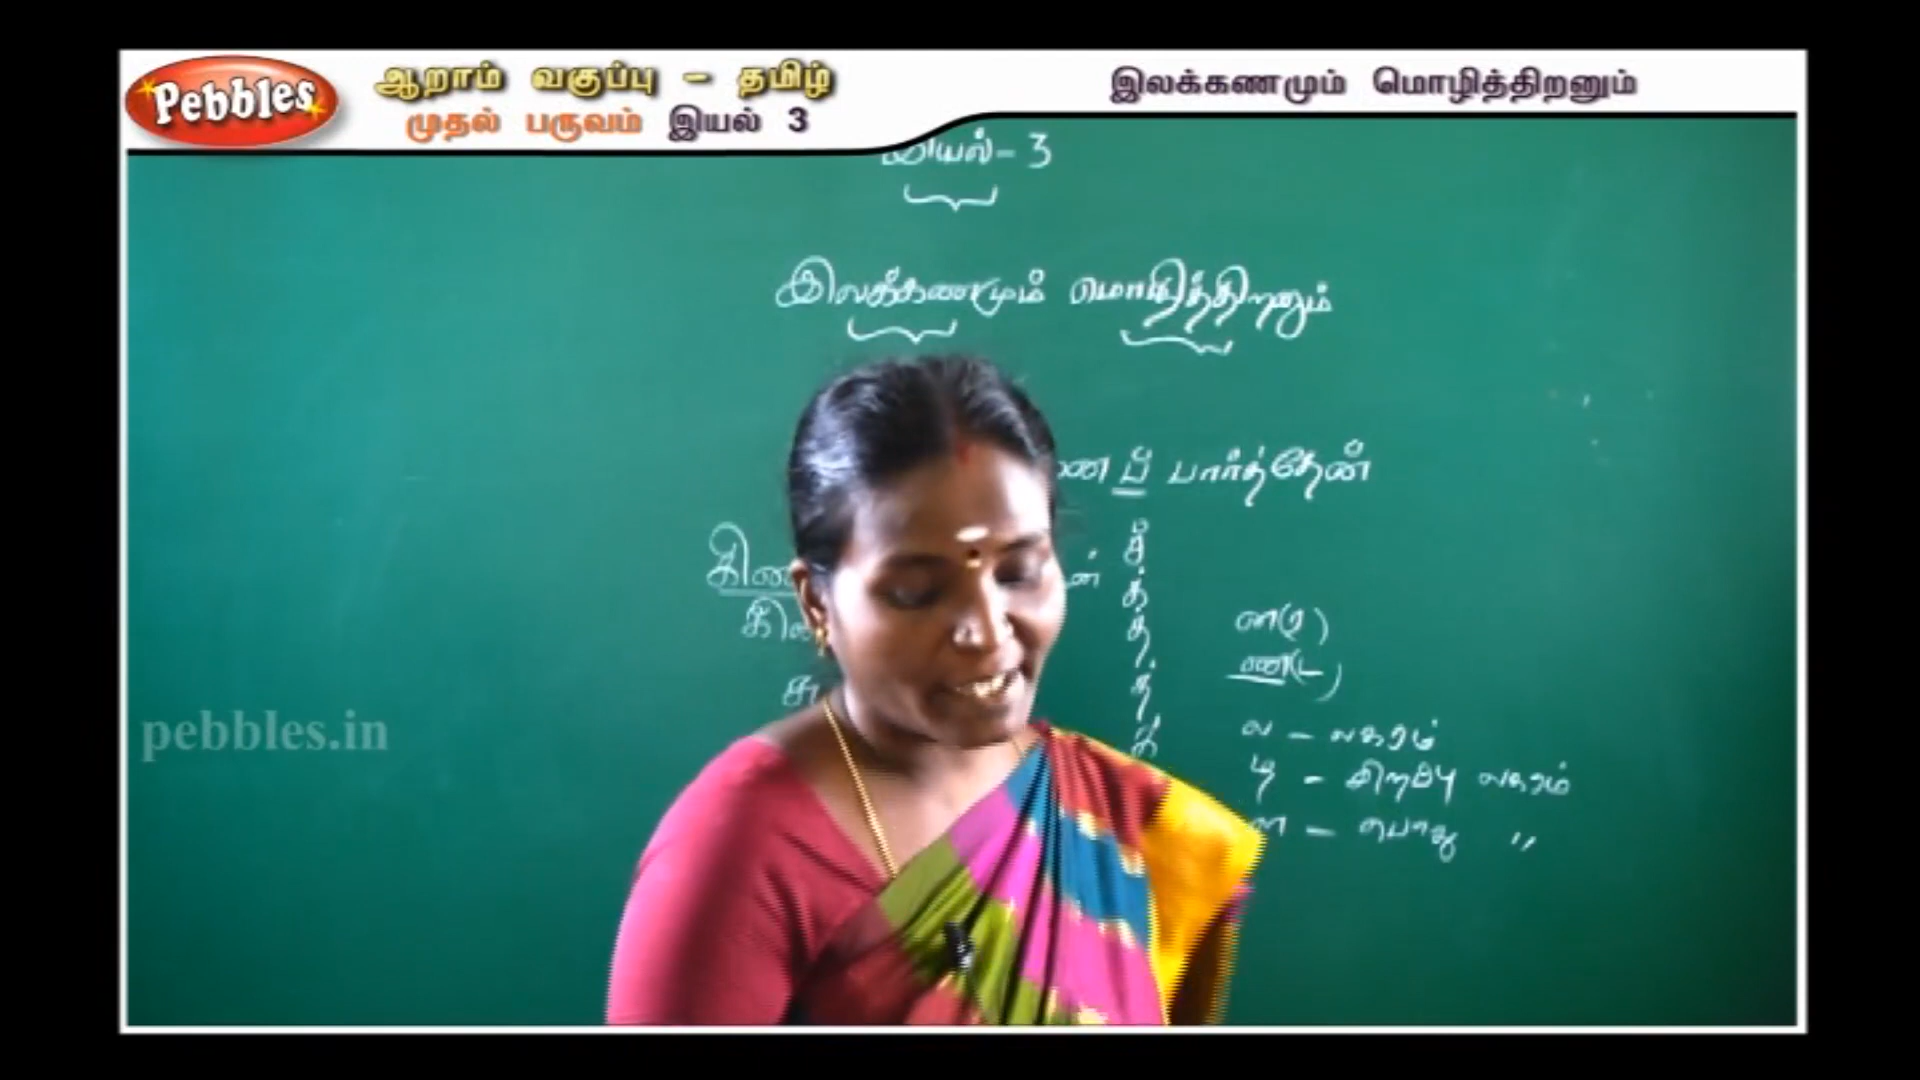 Pebbles
ஆறாம் வகுப்பு - தமிழ்
முதல் பருவம் இயல் 3
இலக்கணமும் மொழித்திறனும்
இயல் - 3
இலக்கணமும் மொழித்திறனும்
ப் பார்த்தேன்
ன(று)
ண(ட)
ல - லகரம்
ழ - சிறப்பு லகரம்
ள - பொது "
pebbles.in